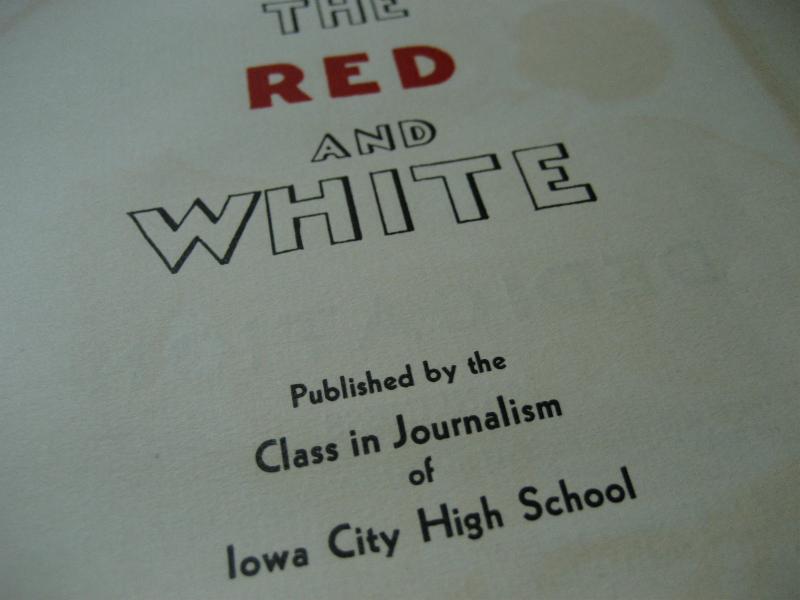 THE
RED
AND
WHITE
Published by the
Class in Journalism
of
Iowa City High School